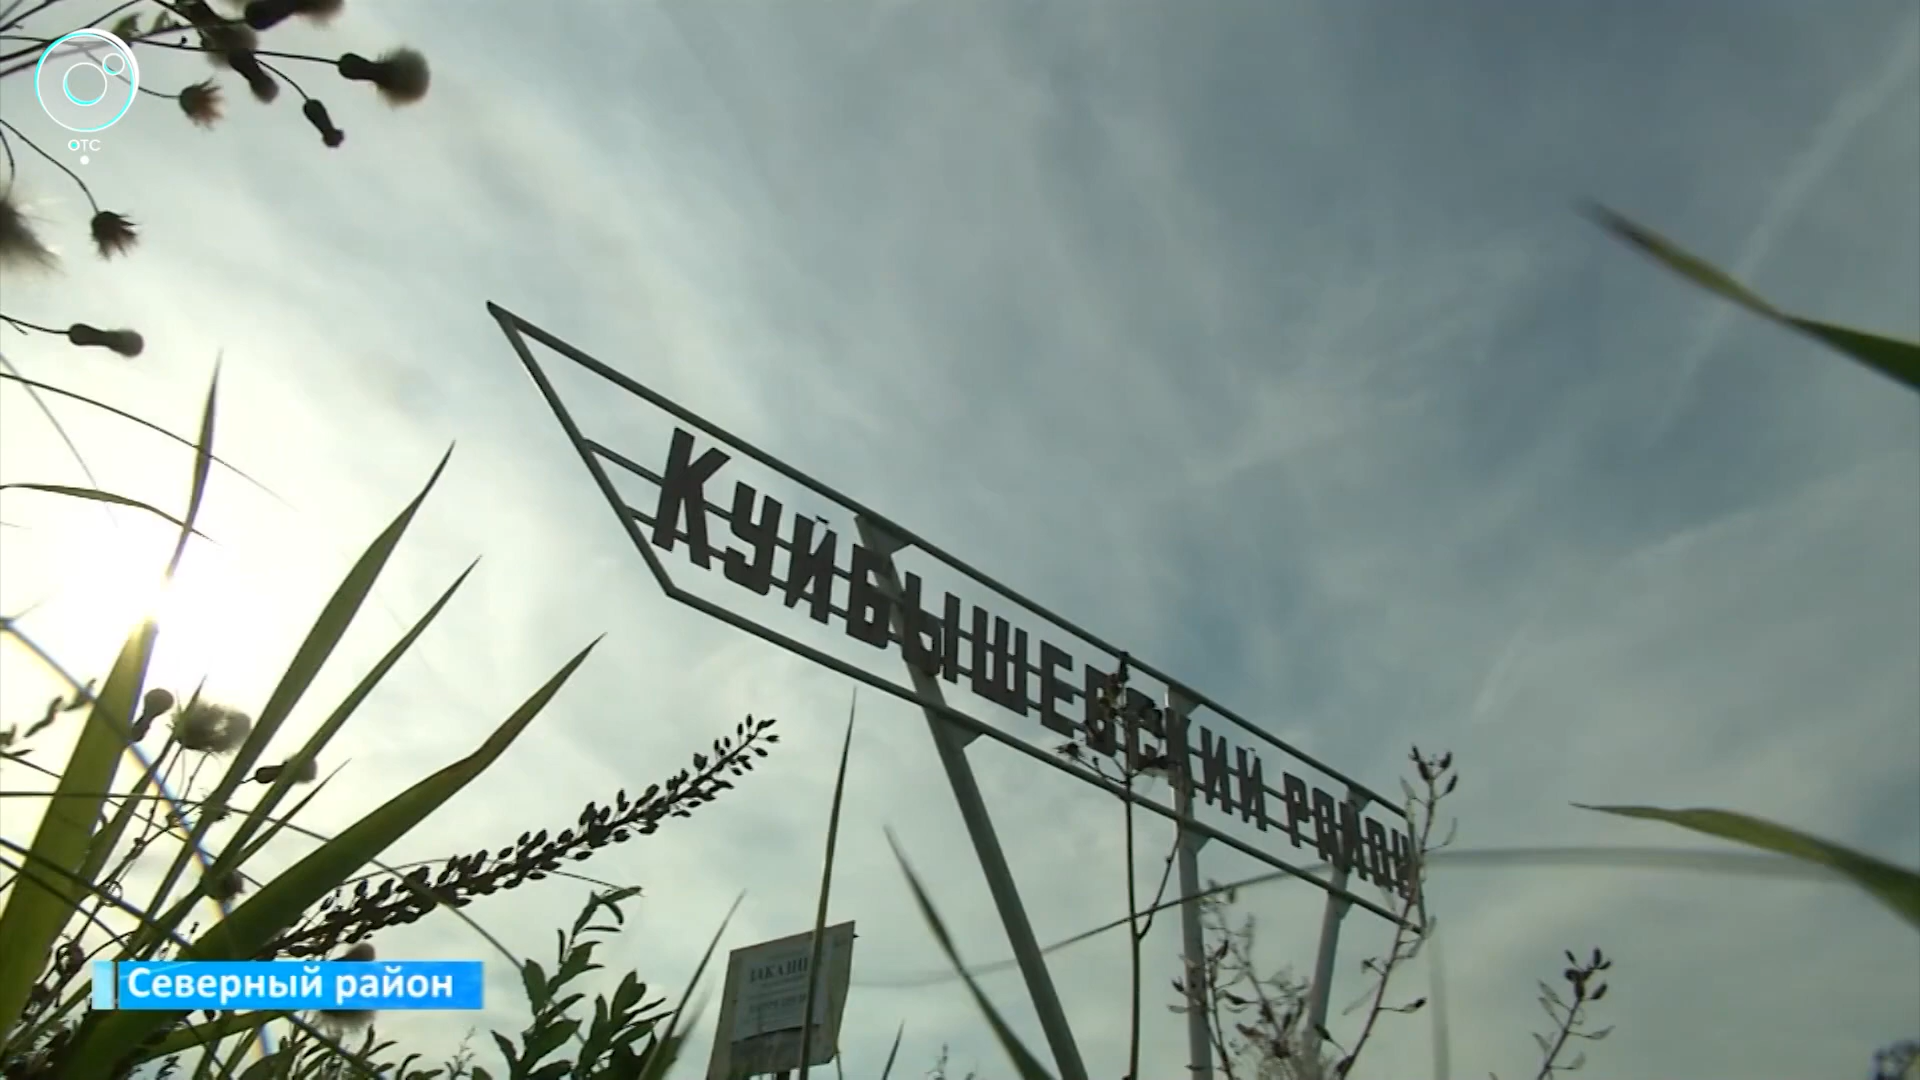 ОТС
КУЙБЫШЕВСКИЙ РАЙОН
Северный район